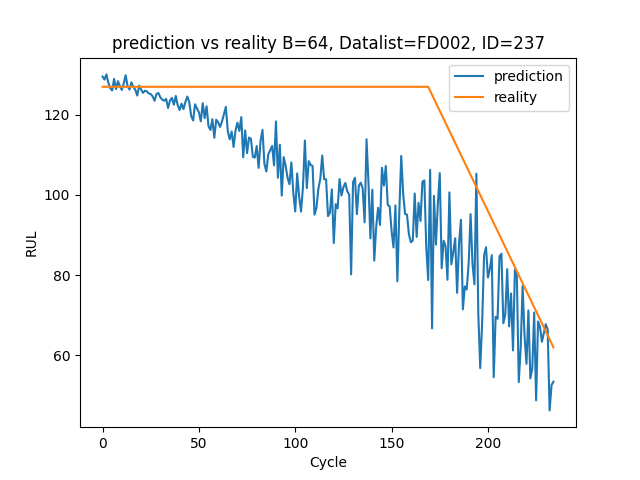 prediction vs reality B=64, Datalist=FD002, ID=237
prediction
reality
120
100
80
60
RUL
0
50
100
150
200
Cycle